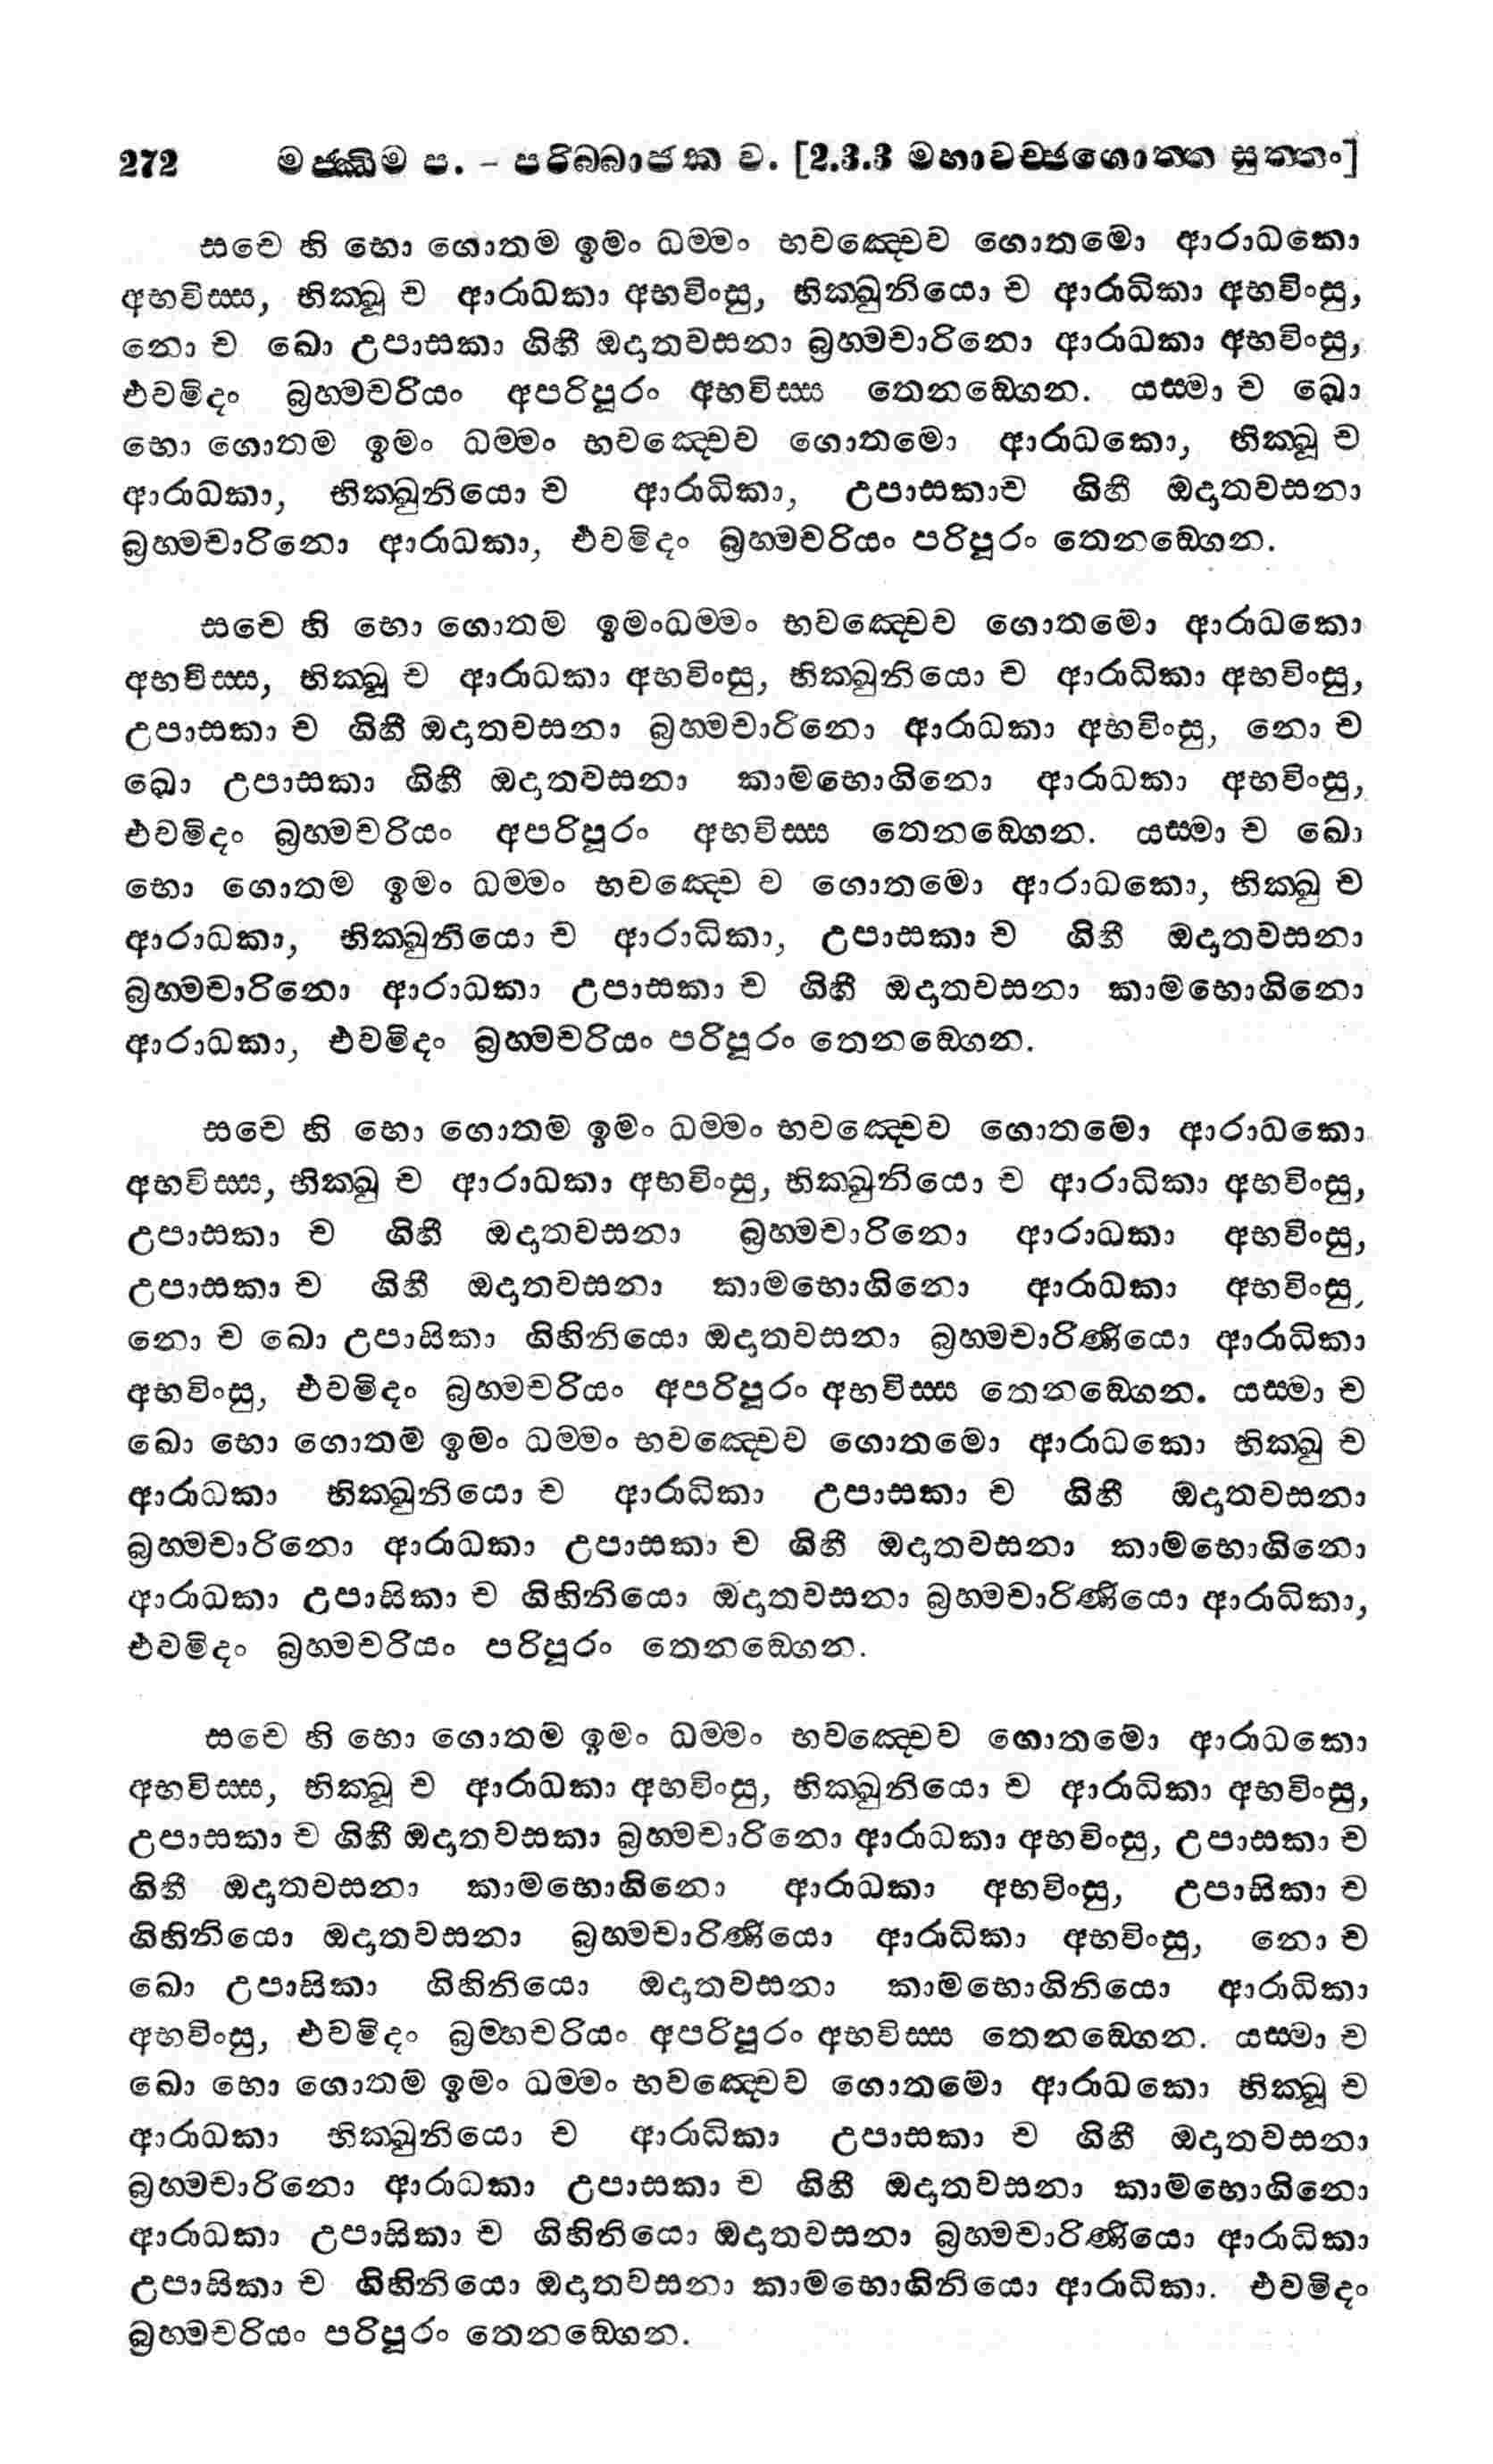 272 මජ්ඣිම ප. - පරිබ්බාජක ව. [2.3.3 මහාවච්ඡගොත්ත සුත්තං]
සචෙ හි භො ගොතම ඉමං ධම්මං භවඤ්චෙව ගොතමො ආරාධකො
අභවිස්ස, භික්ඛූ ච ආරාධකා අභවිංසු, භික්ඛුනියො ච ආරාධිකා අභවිංසු,
නො ච ඛො උපාසකා ගිහී ඔදාතවසනා බ්‍රහ්මචාරිනො ආරාධකා අභවිංසු,
එවමිදං බ්‍රහ්මචරියං අපරිපූරං අභවිස්ස තෙනඞ්ගෙන. යස්මා ච ඛො
භො ගොතම ඉමං ධම්මං භවඤ්චෙව ගොතමො ආරාධකො, භික්ඛූ ච
ආරාධකා, භික්ඛුනියො ච ආරාධිකා, උපාසකාච ගිහී ඔදාතවසනා
බ්‍රහ්මචාරිනො ආරාධකා, එවමිදං බ්‍රහ්මචරියං පරිපූරං තෙනඞ්ගෙන.
සචෙ හි භො ගොතම ඉමංධම්මං භවඤ්චෙව ගොතමො ආරාධකො
අභවිස්ස, භික්ඛූ ච ආරාධකා අභවිංසු, භික්ඛුනියො ච ආරාධිකා අභවිංසු,
උපාසකා ච ගිහී ඔදාතවසනා බ්‍රහ්මචාරිනො ආරාධකා අභවිංසු, නො ච
ඛො උපාසකා ගිහී ඔදාතවසනා කාමභොගිනො ආරාධකා අභවිංසු,
එවමිදං බ්‍රහ්මචරියං අපරිපූරං අභවිස්ස තෙනඞ්ගෙන. යස්මා ච ඛො
භො ගොතම ඉමං ධම්මං භවඤ්චෙ ව ගොතමො ආරාධකො, භික්ඛු ච
ආරාධකා, භික්ඛුනියො ච ආරාධිකා, උපාසකා ච ගිහී ඔදාතවසනා
බ්‍රහ්මචාරිනො ආරාධකා උපාසකා ච ගිහී ඔදාතවසනා කාමභොගිනො
ආරාධකා, එවමිදං බ්‍රහ්මචරියං පරිපූරං තෙනඞ්ගෙන.
සචෙ හි භො ගොතම ඉමං ධම්මං භවඤ්චෙව ගොතමො ආරාධකො
අභවිස්ස, භික්ඛු ච ආරාධකා අභවිංසු, භික්ඛුනියො ච ආරාධිකා අභවිංසු,
උපාසකා ච ගිහී ඔදාතවසනා බ්‍රහ්මචාරිනො ආරාධකා අභවිංසු,
උපාසකා ච ගිහී ඔදාතවසනා කාමභොගිනො ආරාධකා අභවිංසු,
නො ච ඛො උපාසිකා ගිහිනියො ඔදාතවසනා බ්‍රහ්මචාරිණියො ආරාධිකා
අභවිංසු, එවමිදං බ්‍රහ්මචරියං අපරිපූරං අභවිස්ස තෙනඞ්ගෙන. යස්මා ච
ඛො භො ගොතම ඉමං ධම්මං භවඤ්චෙව ගොතමො ආරාධකො භික්ඛු ච
ආරාධකා භික්ඛුනියො ච ආරාධිකා උපාසකා ච ගිහී ඔදාතවසනා
බ්‍රහ්මචාරිනො ආරාධකා උපාසකා ච ගිහී ඔදාතවසනා කාමභොගිනො
ආරාධකා උපාසිකා ච ගිහිනියො ඔදාතවසනා බ්‍රහ්මචාරිණියො ආරාධිකා,
එවමිදං බ්‍රහ්මචරියං පරිපූරං තෙනඞ්ගෙන.
සචෙ හි භො ගොතම ඉමං ධම්මං භවඤ්චෙව ගොතමො ආරාධකො
අභවිස්ස, භික්ඛූ ච ආරාධකා අභවිංසු, භික්ඛුනියො ච ආරාධිකා අභවිංසු,
උපාසකා ච ගිහී ඔදාතවසකා බ්‍රහ්මචාරිනො ආරාධකා අභවිංසු, උපාසකා ච
ගිහී ඔදාතවසනා කාමභොගිනො ආරාධකා අභවිංසු, උපාසිකා ච
ගිහිනියො ඔදාතවසනා බ්‍රහ්මචාරිණියො ආරාධිකා අභවිංසු, නො ච
ඛො උපාසිකා ගිහිනියො ඔදාතවසනා කාමභොගිනියො ආරාධිකා
අභවිංසු, එවමිදං බ්‍රම්හචරියං අපරිපූරං අභවිස්ස තෙනඞ්ගෙන. යස්මා ච
ඛො භො ගොතම ඉමං ධම්මං භවඤ්චෙව ගොතමො ආරාධකො භික්ඛූ ච
ආරාධකා භික්ඛුනියො ච ආරාධිකා උපාසකා ච ගිහී ඔදාතවසනා
බ්‍රහ්මචාරිනො ආරාධකා උපාසකා ච ගිහී ඔදාතවසනා කාමභොගිනො
ආරාධකා උපාසිකා ච ගිහිනියො ඔදාතවසනා බ්‍රහ්මචාරිණියො ආරාධිකා
උපාසිකා ච ගිහිනියො ඔදාතවසනා කාමභොගිනියො ආරාධිකා. එවමිදං
බ්‍රහ්මචරියං පරිපූරං තෙනඞ්ගෙන.